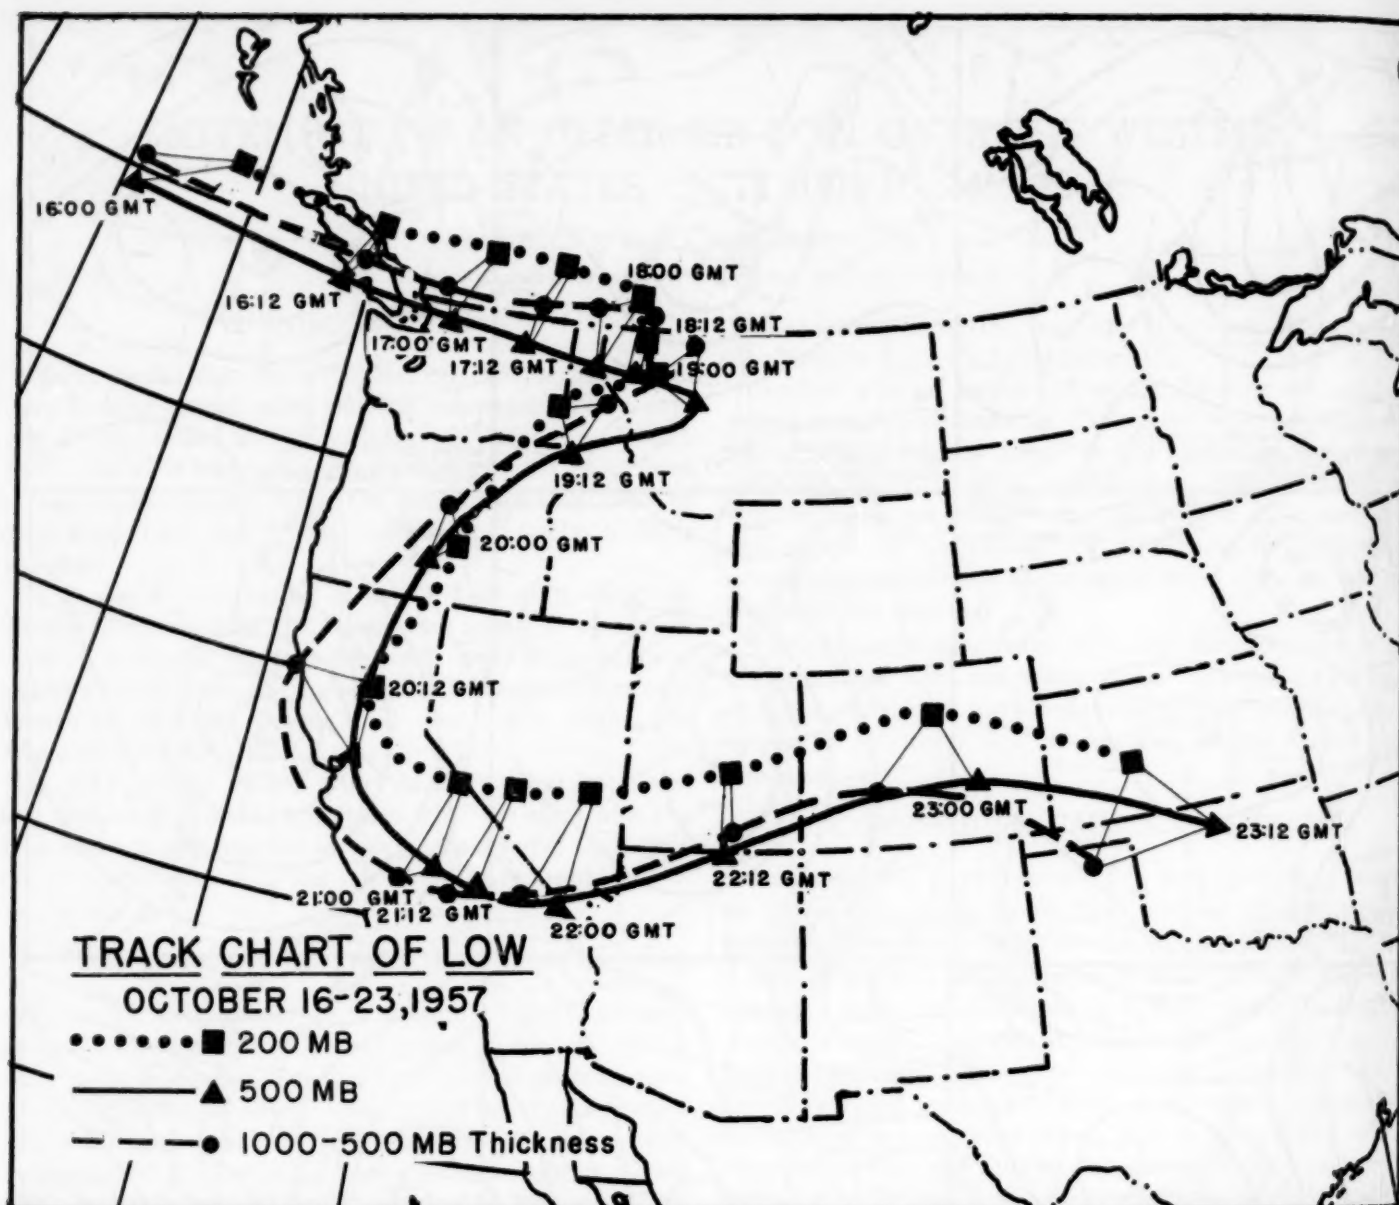 16:00 GMT
16:12 GMT
17:00 GMT
17:12 GMT
18:00 GMT
18:12 GMT
19:00 GMT
19:12 GMT
20:00 GMT
20:12 GMT
21:00 GMT
21:12 GMT
22:00 GMT
22:12 GMT
23:00 GMT
23:12 GMT
TRACK CHART OF LOW
OCTOBER 16-23, 1957
200 MB
500 MB
1000-500 MB Thickness